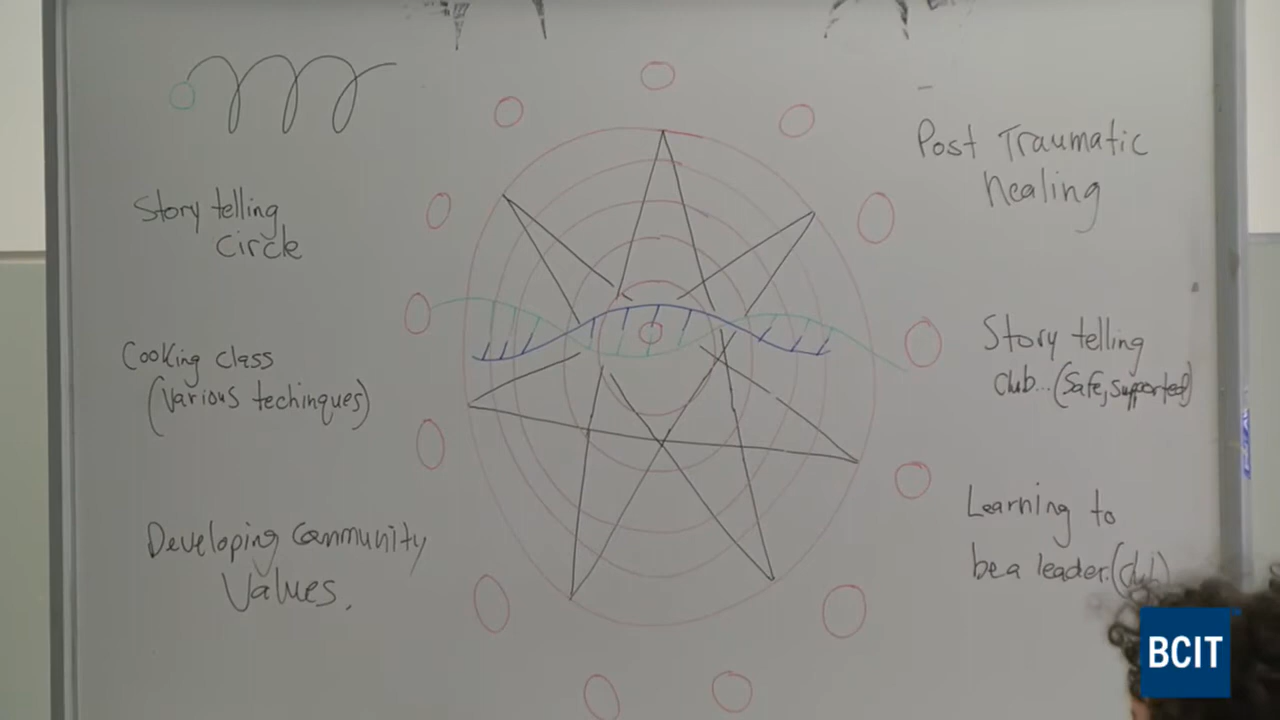 Story telling
circle
Cooking class
(Various techinques)
Developing Community
Values.
Post Traumatic
healing
Story telling
club... (Safe, supported)
Learning to
be a leader.
BCIT